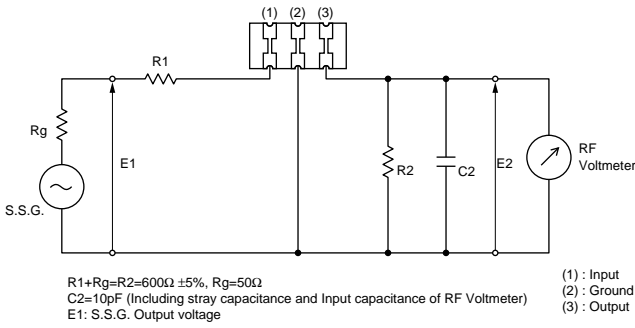 (1) (2) (3)
R1
Rg
E1
R2
C2
E2
RF
Voltmeter
S.S.G.
R1+Rg=R2=600Ω ±5%, Rg=50Ω
C2=10pF (Including stray capacitance and Input capacitance of RF Voltmeter)
E1: S.S.G. Output voltage
(1) : Input
(2) : Ground
(3) : Output